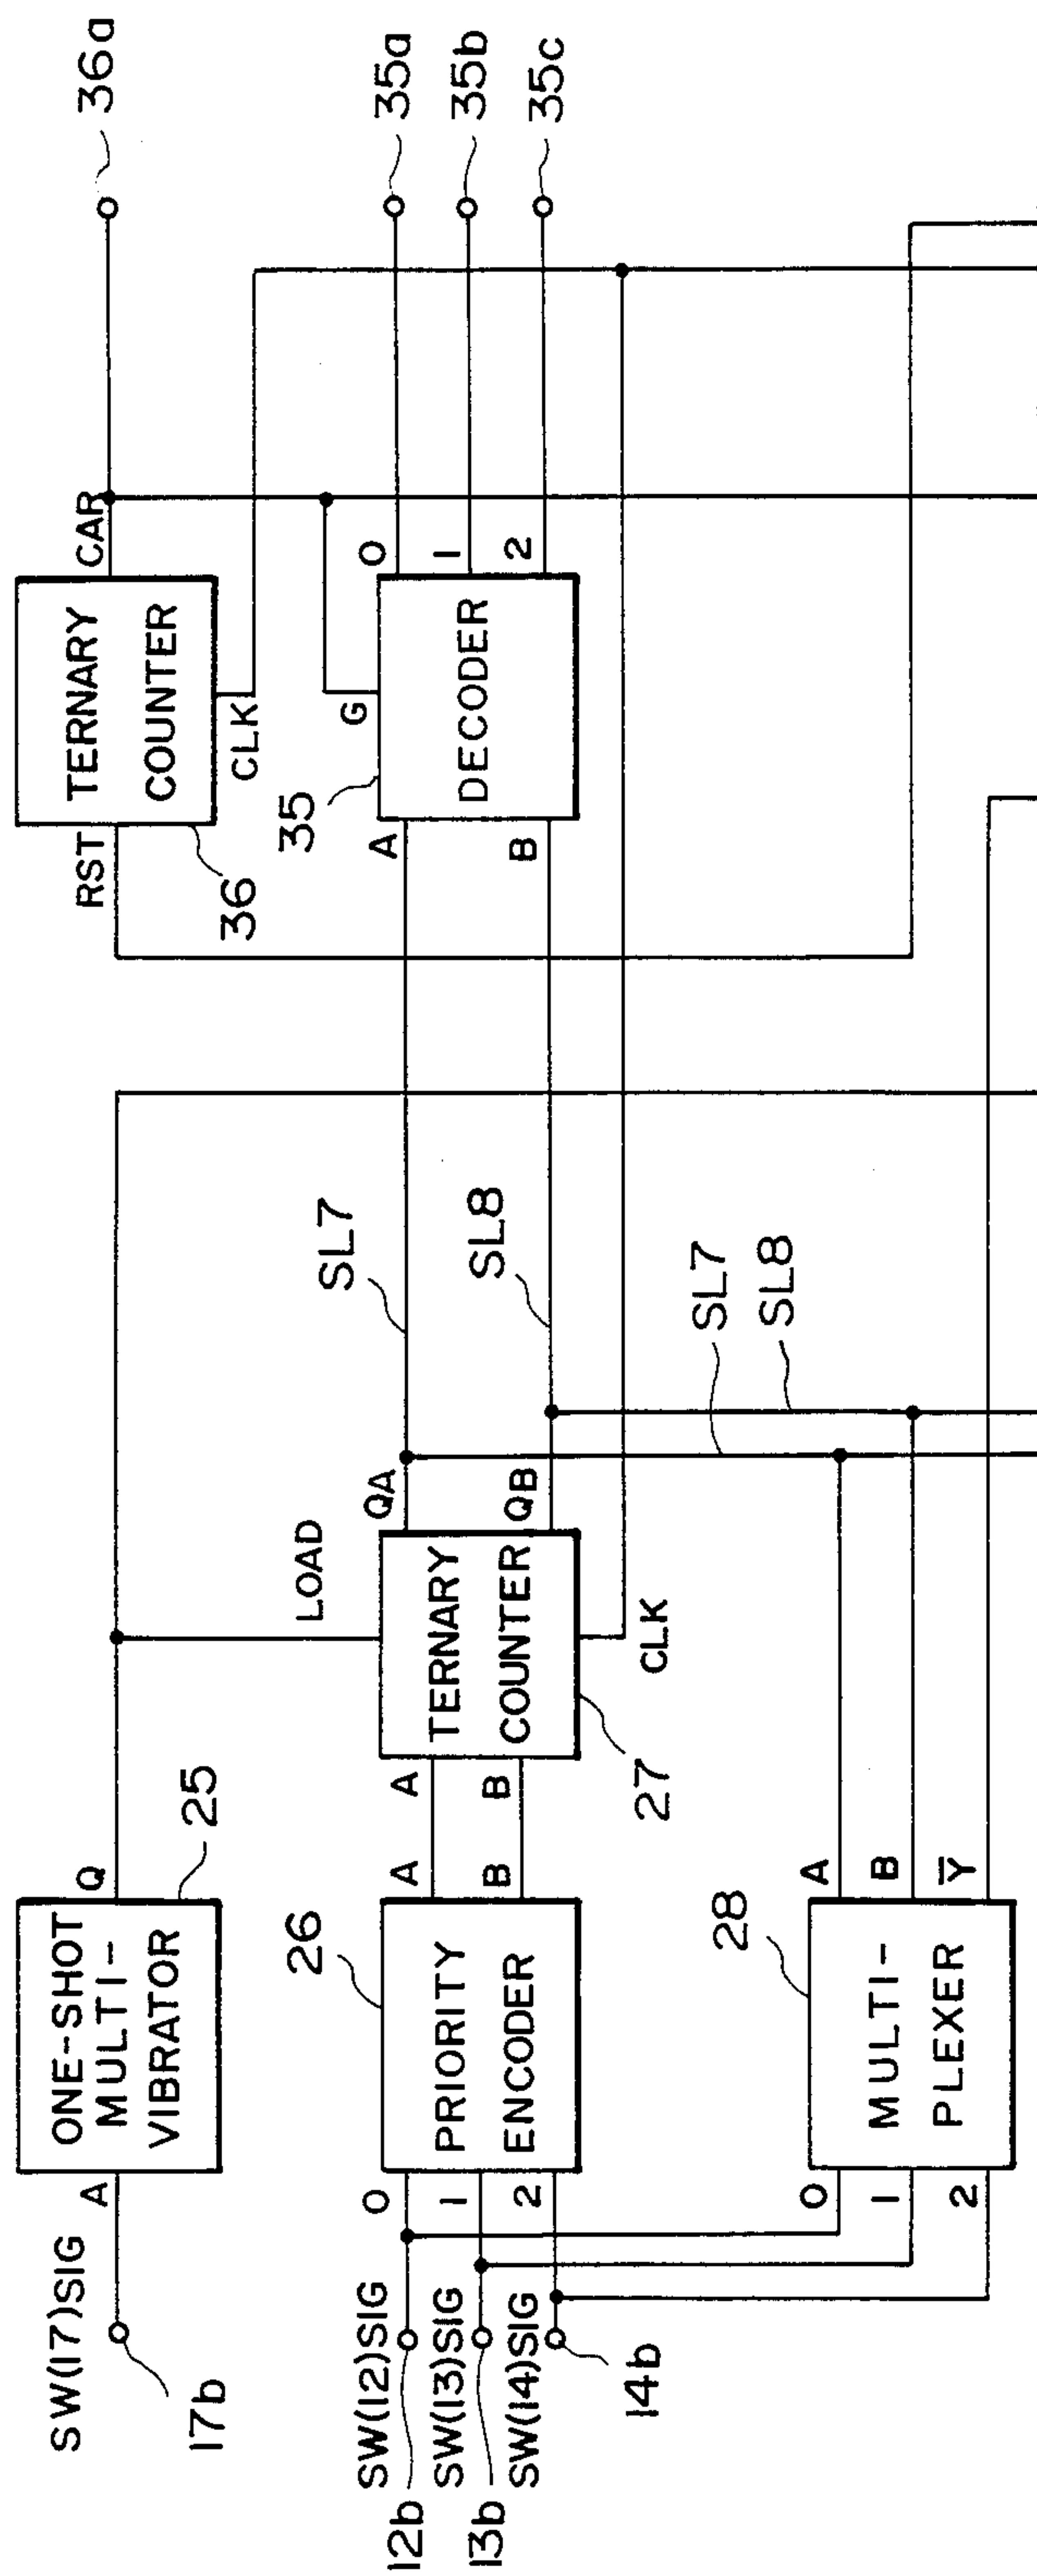 SW(17)SIG
17b
A
ONE-SHOT
MULTI-
VIBRATOR
Q
25
RST
TERNARY
COUNTER
CAR
CLK
36
36a
SW(12)SIG
12b
SW(13)SIG
13b
SW(14)SIG
14b
0
1
2
PRIORITY
ENCODER
26
A
B
A
B
LOAD
TERNARY
COUNTER
27
CLK
QA
QB
SL7
SL8
SL7
SL8
35
A
B
G
DECODER
0
1
2
35a
35b
35c
0
1
2
MULTI-
PLEXER
28
A
B
Y̅